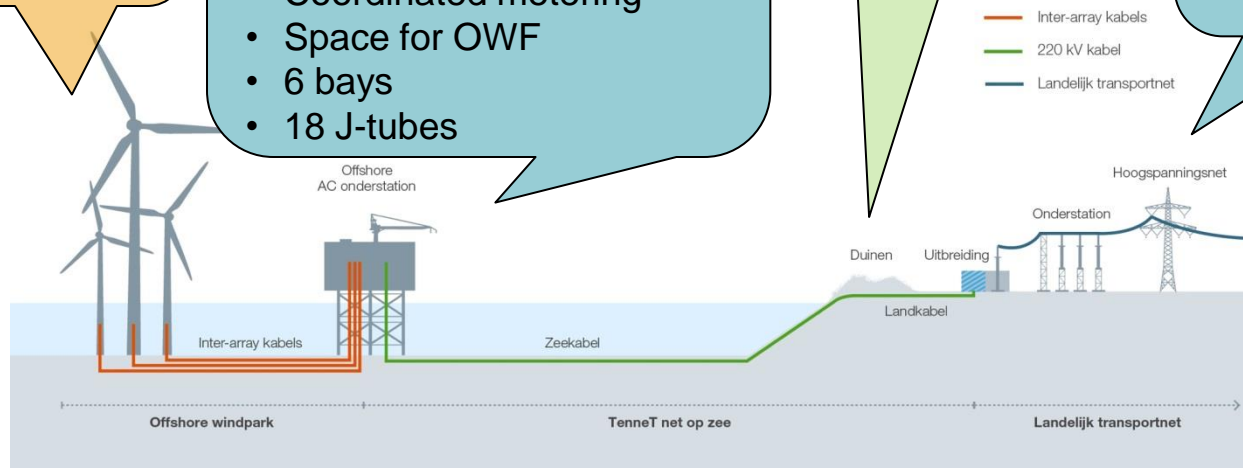 Coordinated metering
• Space for OWF
• 6 bays
• 18 J-tubes
Inter-array kabels
220 kV kabel
Landelijk transportnet
Offshore
AC onderstation
Hoogspanningsnet
Onderstation
Duinen
Uitbreiding
Landkabel
Inter-array kabels
Zeekabel
Offshore windpark
TenneT net op zee
Landelijk transportnet